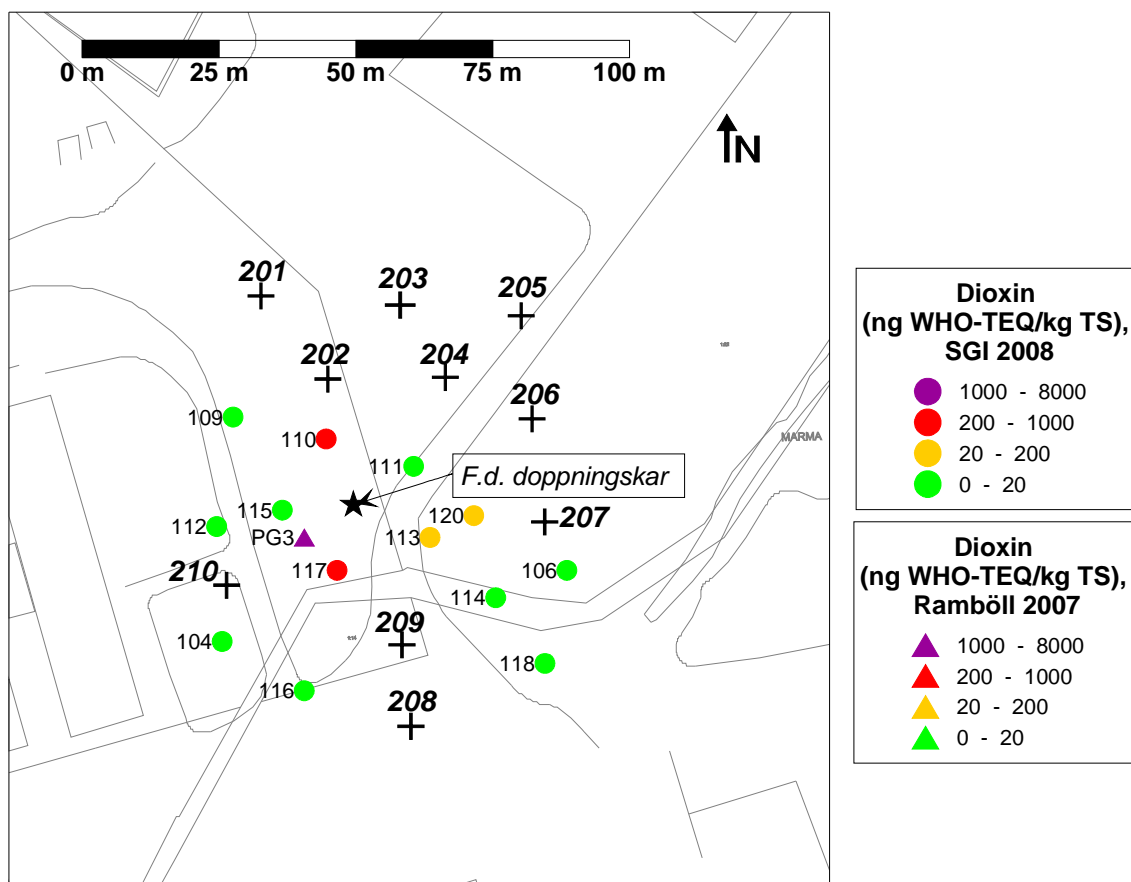 0 m 25 m 50 m 75 m 100 m
N
201
203
205
202
204
206
109
110
111
F.d. doppningskar
MARMA
115
120
207
112
PG3
113
117
106
210
114
209
104
118
116
208
Dioxin
(ng WHO-TEQ/kg TS),
SGI 2008
1000 - 8000
200 - 1000
20 - 200
0 - 20
Dioxin
(ng WHO-TEQ/kg TS),
Ramböll 2007
1000 - 8000
200 - 1000
20 - 200
0 - 20